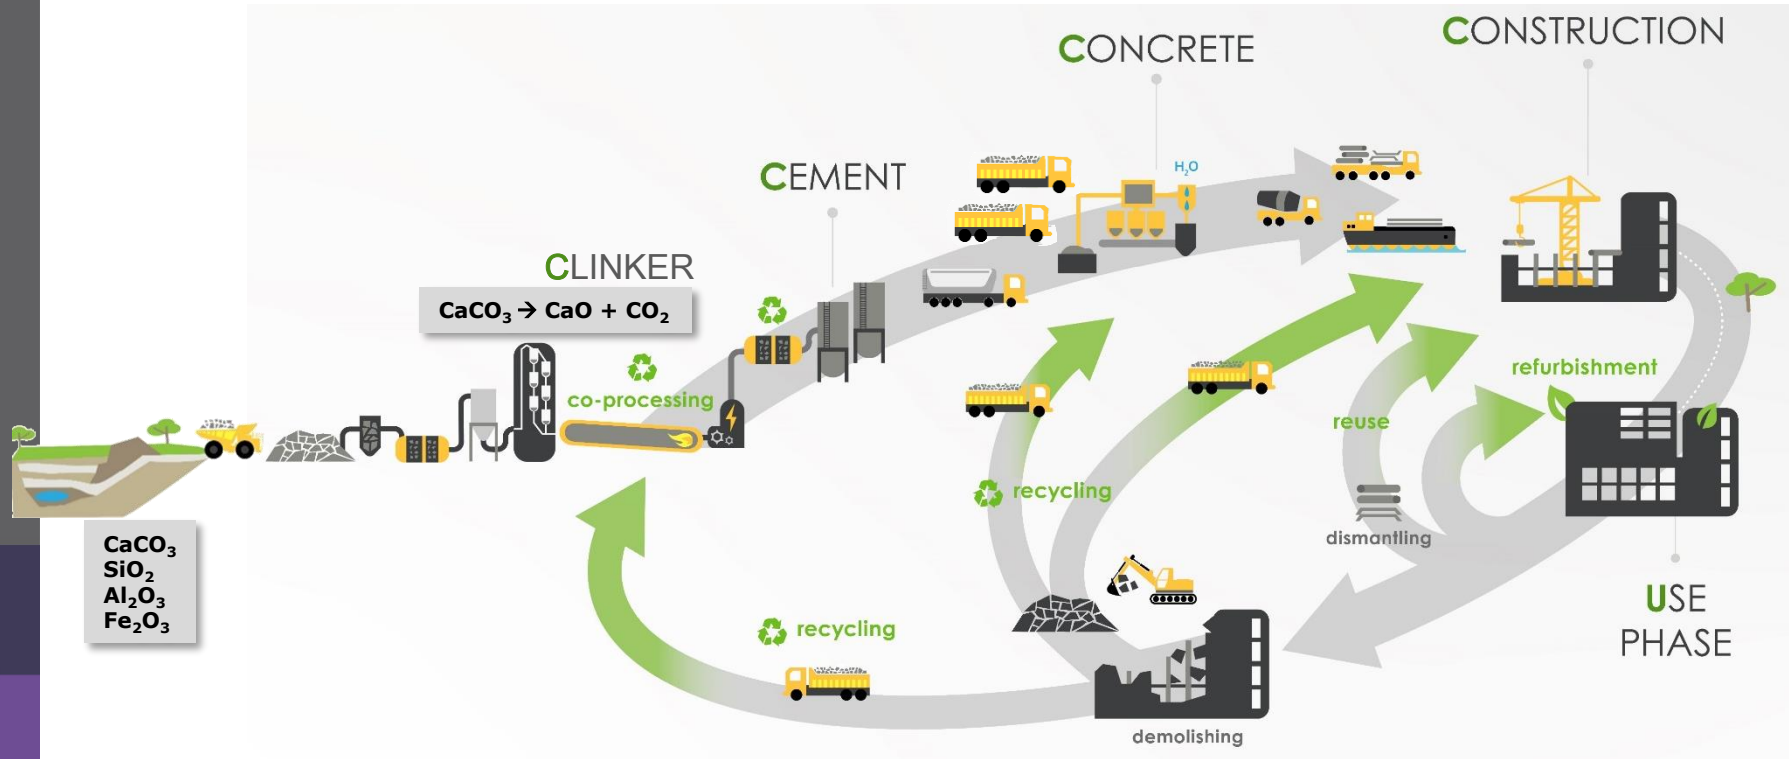 CONSTRUCTION
CONCRETE
H₂O
CEMENT
CLINKER
CaCO₃ → CaO + CO₂
co-processing
refurbishment
reuse
recycling
dismantling
CaCO₃
SiO₂
Al₂O₃
Fe₂O₃
USE
PHASE
recycling
demolishing